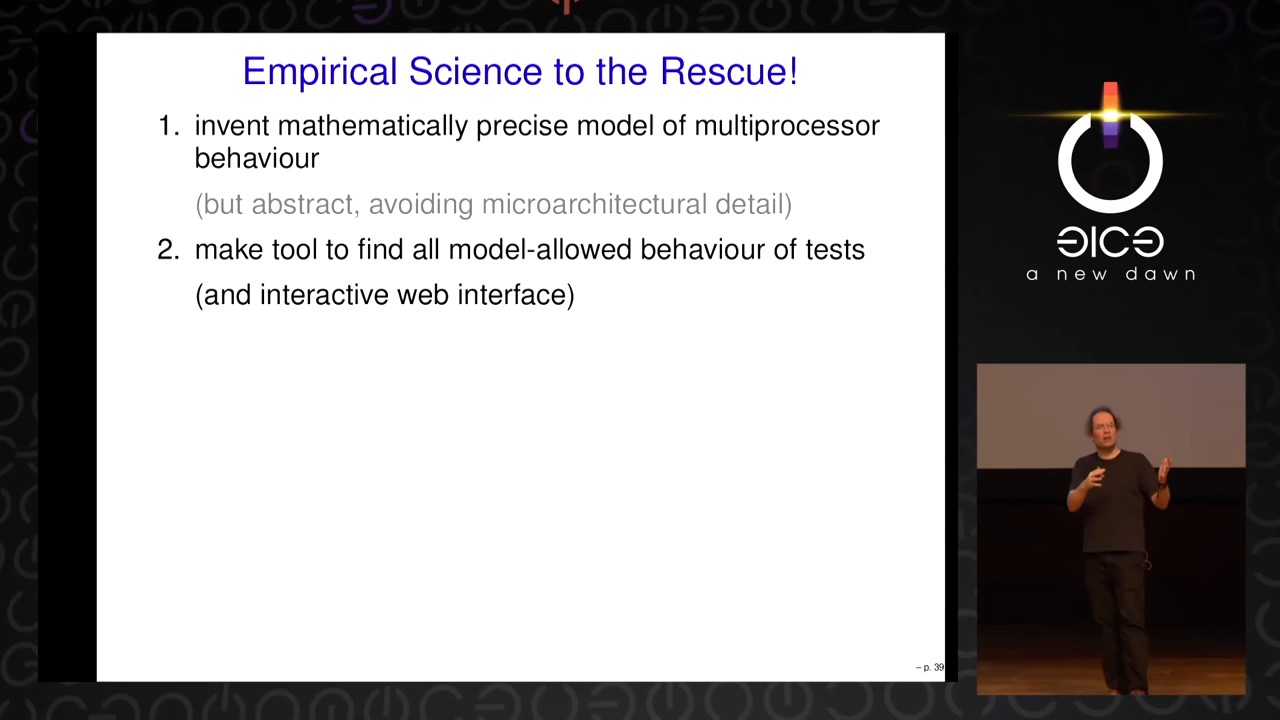 Empirical Science to the Rescue!
1. invent mathematically precise model of multiprocessor
behaviour
(but abstract, avoiding microarchitectural detail)
2. make tool to find all model-allowed behaviour of tests
(and interactive web interface)
– p. 39
a new dawn